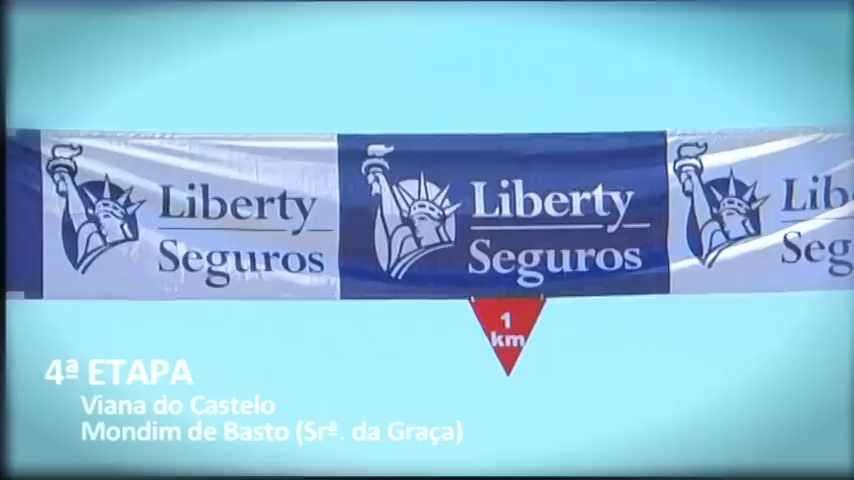 Liberty
Seguros
Liberty
Seguros
Lib
Seg
1
km
4ª ETAPA
Viana do Castelo
Mondim de Basto (Srª. da Graça)